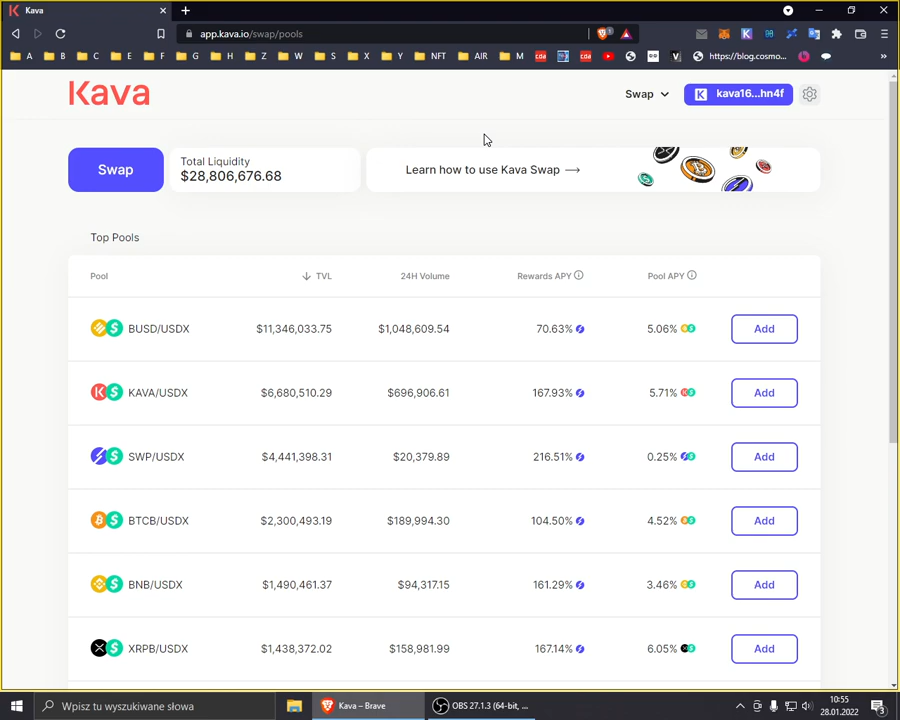 Kava
app.kava.io/swap/pools
A B C E F G H Z W S X Y NFT AIR M https://blog.cosmo...
Kava
Swap kava16...hn4f
Swap
Total Liquidity
$28,806,676.68
Learn how to use Kava Swap →
Top Pools
Pool ↓ TVL 24H Volume Rewards APY Pool APY
BUSD/USDX $11,346,033.75 $1,048,609.54 70.63% 5.06% Add
KAVA/USDX $6,680,510.29 $696,906.61 167.93% 5.71% Add
SWP/USDX $4,441,398.31 $20,379.89 216.51% 0.25% Add
BTCB/USDX $2,300,493.19 $189,994.30 104.50% 4.52% Add
BNB/USDX $1,490,461.37 $94,317.15 161.29% 3.46% Add
XRPB/USDX $1,438,372.02 $158,981.99 167.14% 6.05% Add
Wpisz tu wyszukiwane słowa
Kava – Brave
OBS 27.1.3 (64-bit, ...
10:55
28.01.2022
3